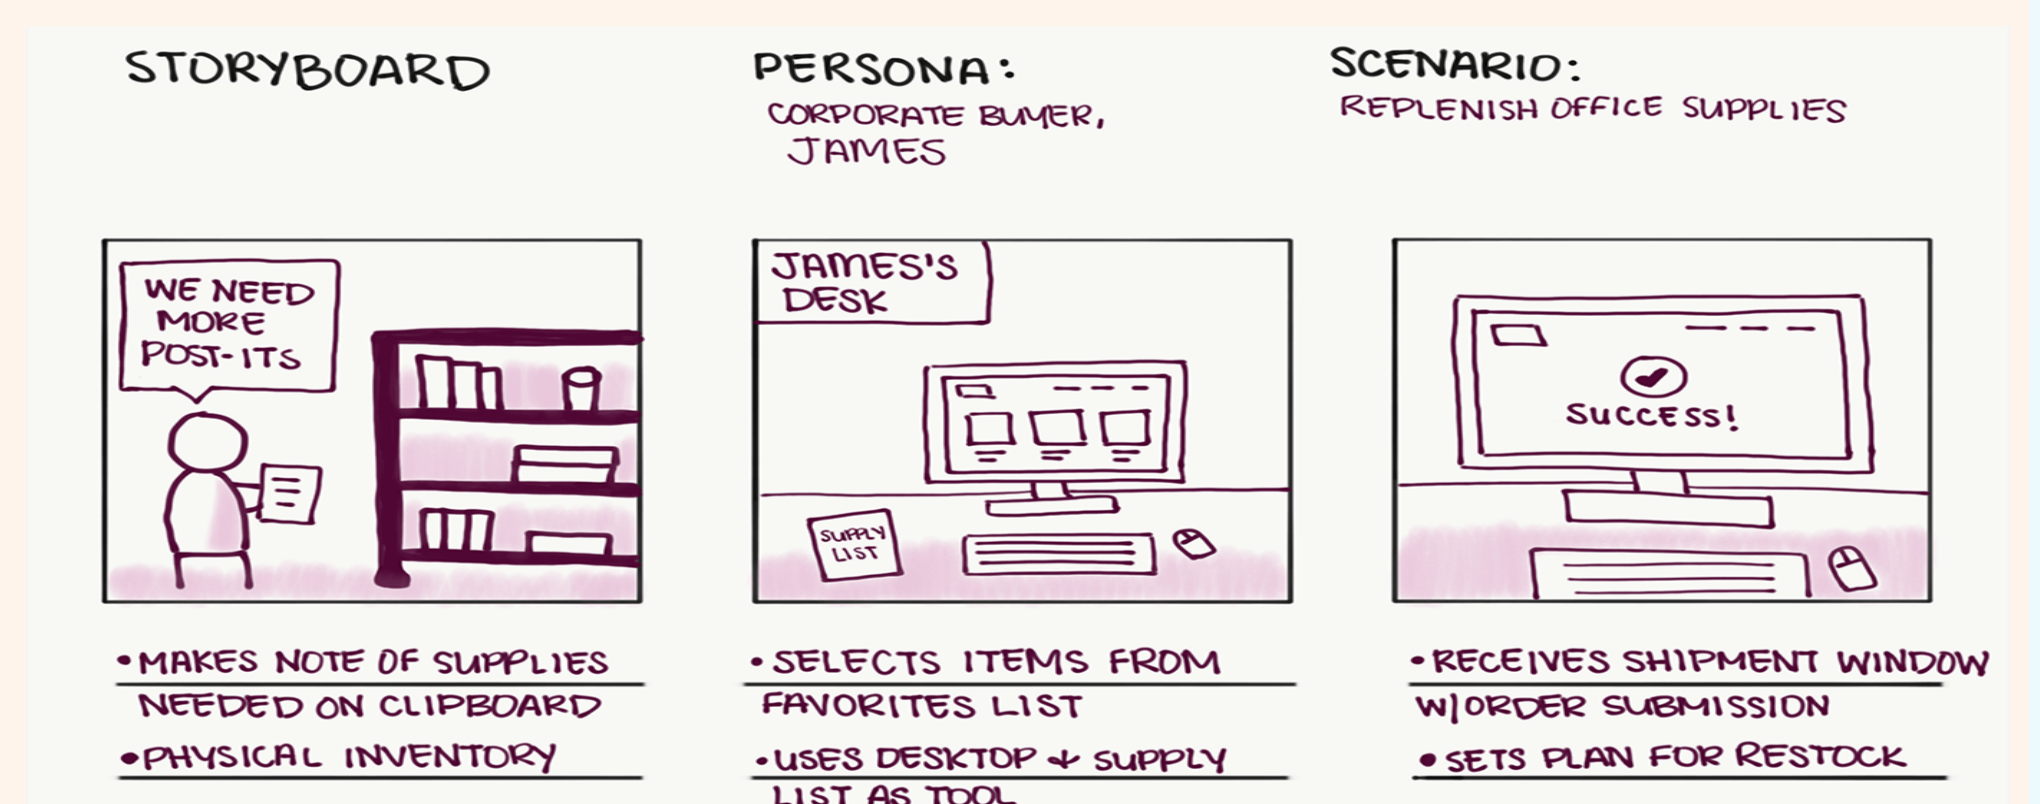 STORYBOARD
PERSONA:
CORPORATE BUYER,
JAMES
SCENARIO:
REPLENISH OFFICE SUPPLIES
WE NEED
MORE
POST-ITS
JAMES'S
DESK
SUPPLY
LIST
SUCCESS!
•MAKES NOTE OF SUPPLIES
NEEDED ON CLIPBOARD
•PHYSICAL INVENTORY
•SELECTS ITEMS FROM
FAVORITES LIST
•USES DESKTOP & SUPPLY
LIST AS TOOL
•RECEIVES SHIPMENT WINDOW
W/ORDER SUBMISSION
•SETS PLAN FOR RESTOCK